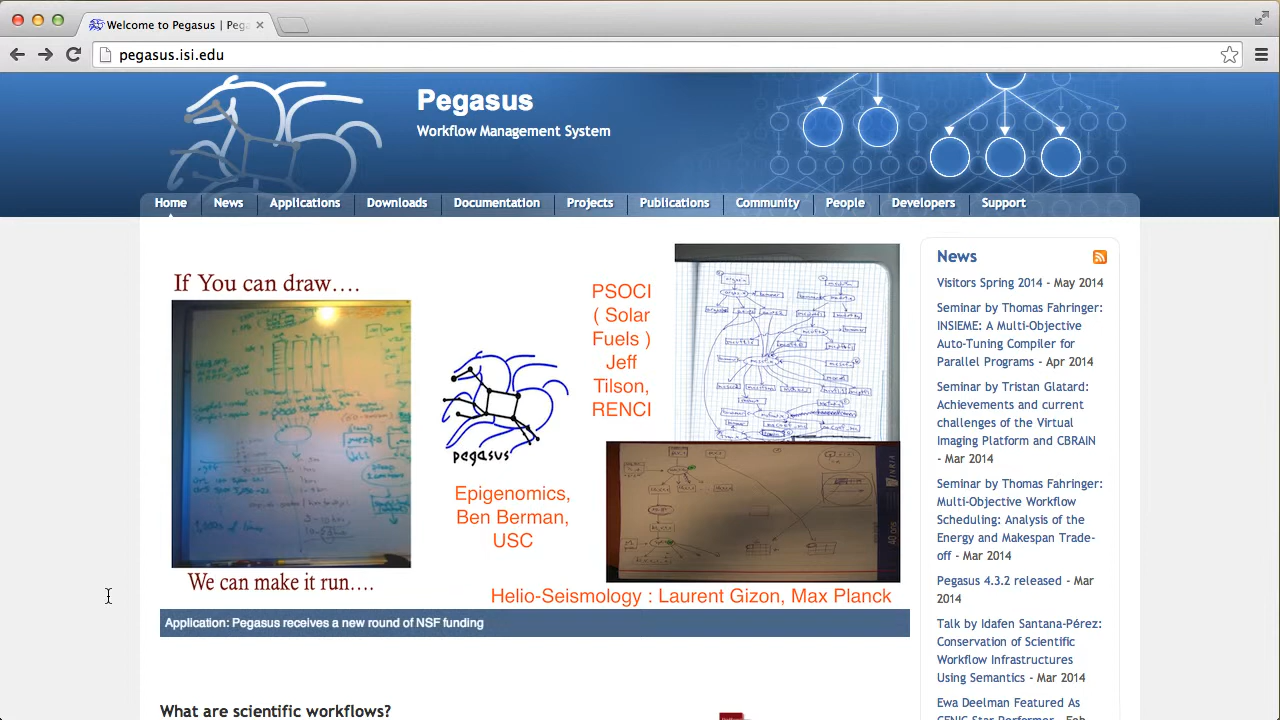 Welcome to Pegasus | Peg
pegasus.isi.edu
Pegasus
Workflow Management System
Home
News
Applications
Downloads
Documentation
Projects
Publications
Community
People
Developers
Support
If You can draw....
We can make it run....
pegasus
Epigenomics,
Ben Berman,
USC
PSOCI
( Solar
Fuels )
Jeff
Tilson,
RENCI
INRIA
Helio-Seismology : Laurent Gizon, Max Planck
Application: Pegasus receives a new round of NSF funding
What are scientific workflows?
News
Visitors Spring 2014 - May 2014
Seminar by Thomas Fahringer:
INSIEME: A Multi-Objective
Auto-Tuning Compiler for
Parallel Programs - Apr 2014
Seminar by Tristan Glatard:
Achievements and current
challenges of the Virtual
Imaging Platform and CBRAIN
- Mar 2014
Seminar by Thomas Fahringer:
Multi-Objective Workflow
Scheduling: Analysis of the
Energy and Makespan Trade-
off - Mar 2014
Pegasus 4.3.2 released - Mar
2014
Talk by Idafen Santana-Pérez:
Conservation of Scientific
Workflow Infrastructures
Using Semantics - Mar 2014
Ewa Deelman Featured As
CENIC Star Performer - Feb